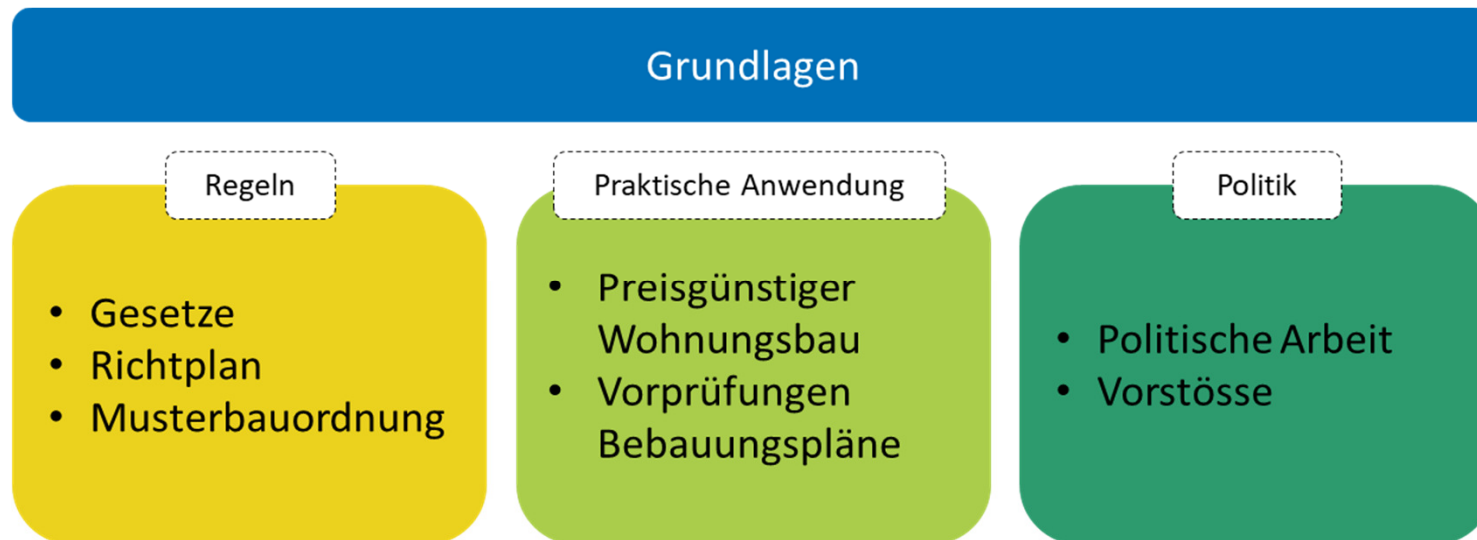 Grundlagen
Regeln
• Gesetze
• Richtplan
• Musterbauordnung
Praktische Anwendung
• Preisgünstiger
Wohnungsbau
• Vorprüfungen
Bebauungspläne
Politik
• Politische Arbeit
• Vorstösse